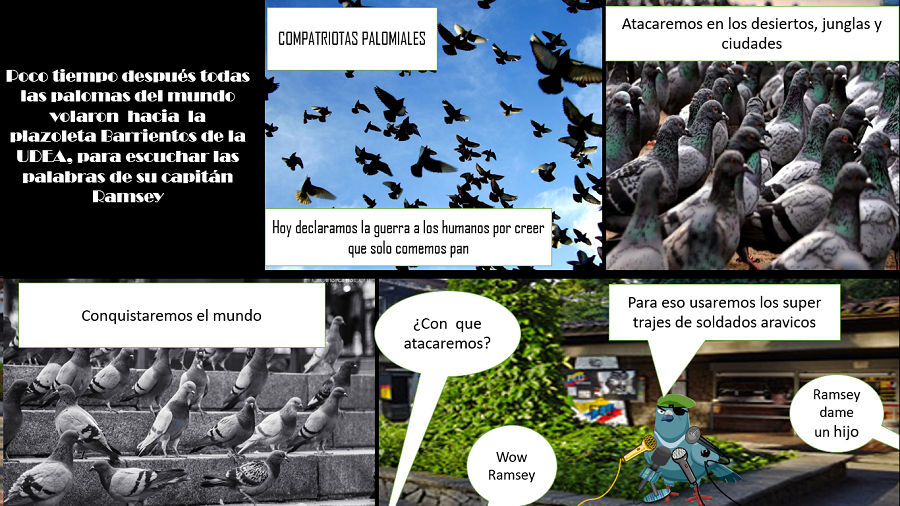 Poco tiempo después todas
las palomas del mundo
volaron hacia la
plazoleta Barrientos de la
UDEA, para escuchar las
palabras de su capitán
Ramsey
COMPATRIOTAS PALOMIALES
Hoy declaramos la guerra a los humanos por creer
que solo comemos pan
Atacaremos en los desiertos, junglas y
ciudades
Conquistaremos el mundo
¿Con que
atacaremos?
Wow
Ramsey
Para eso usaremos los super
trajes de soldados aravicos
Ramsey
dame
un hijo